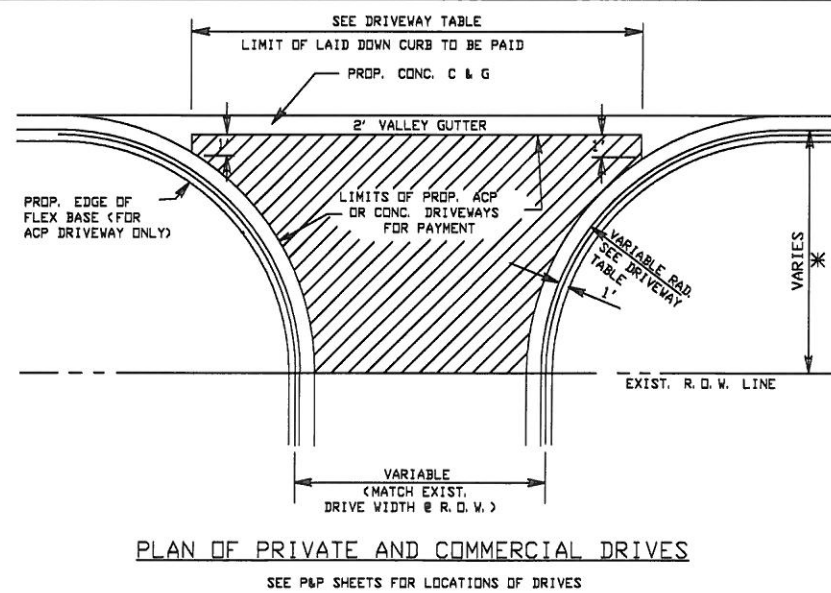 SEE DRIVEWAY TABLE
LIMIT OF LAID DOWN CURB TO BE PAID
PROP. CONC. C & G
2' VALLEY GUTTER
1'
1'
PROP. EDGE OF
FLEX BASE (FOR
ACP DRIVEWAY ONLY)
LIMITS OF PROP. ACP
OR CONC. DRIVEWAYS
FOR PAYMENT
VARIABLE RAD.
SEE DRIVEWAY
TABLE
1'
VARIES *
EXIST. R.O.W. LINE
VARIABLE
(MATCH EXIST.
DRIVE WIDTH @ R.O.W.)
PLAN OF PRIVATE AND COMMERCIAL DRIVES
SEE P&P SHEETS FOR LOCATIONS OF DRIVES